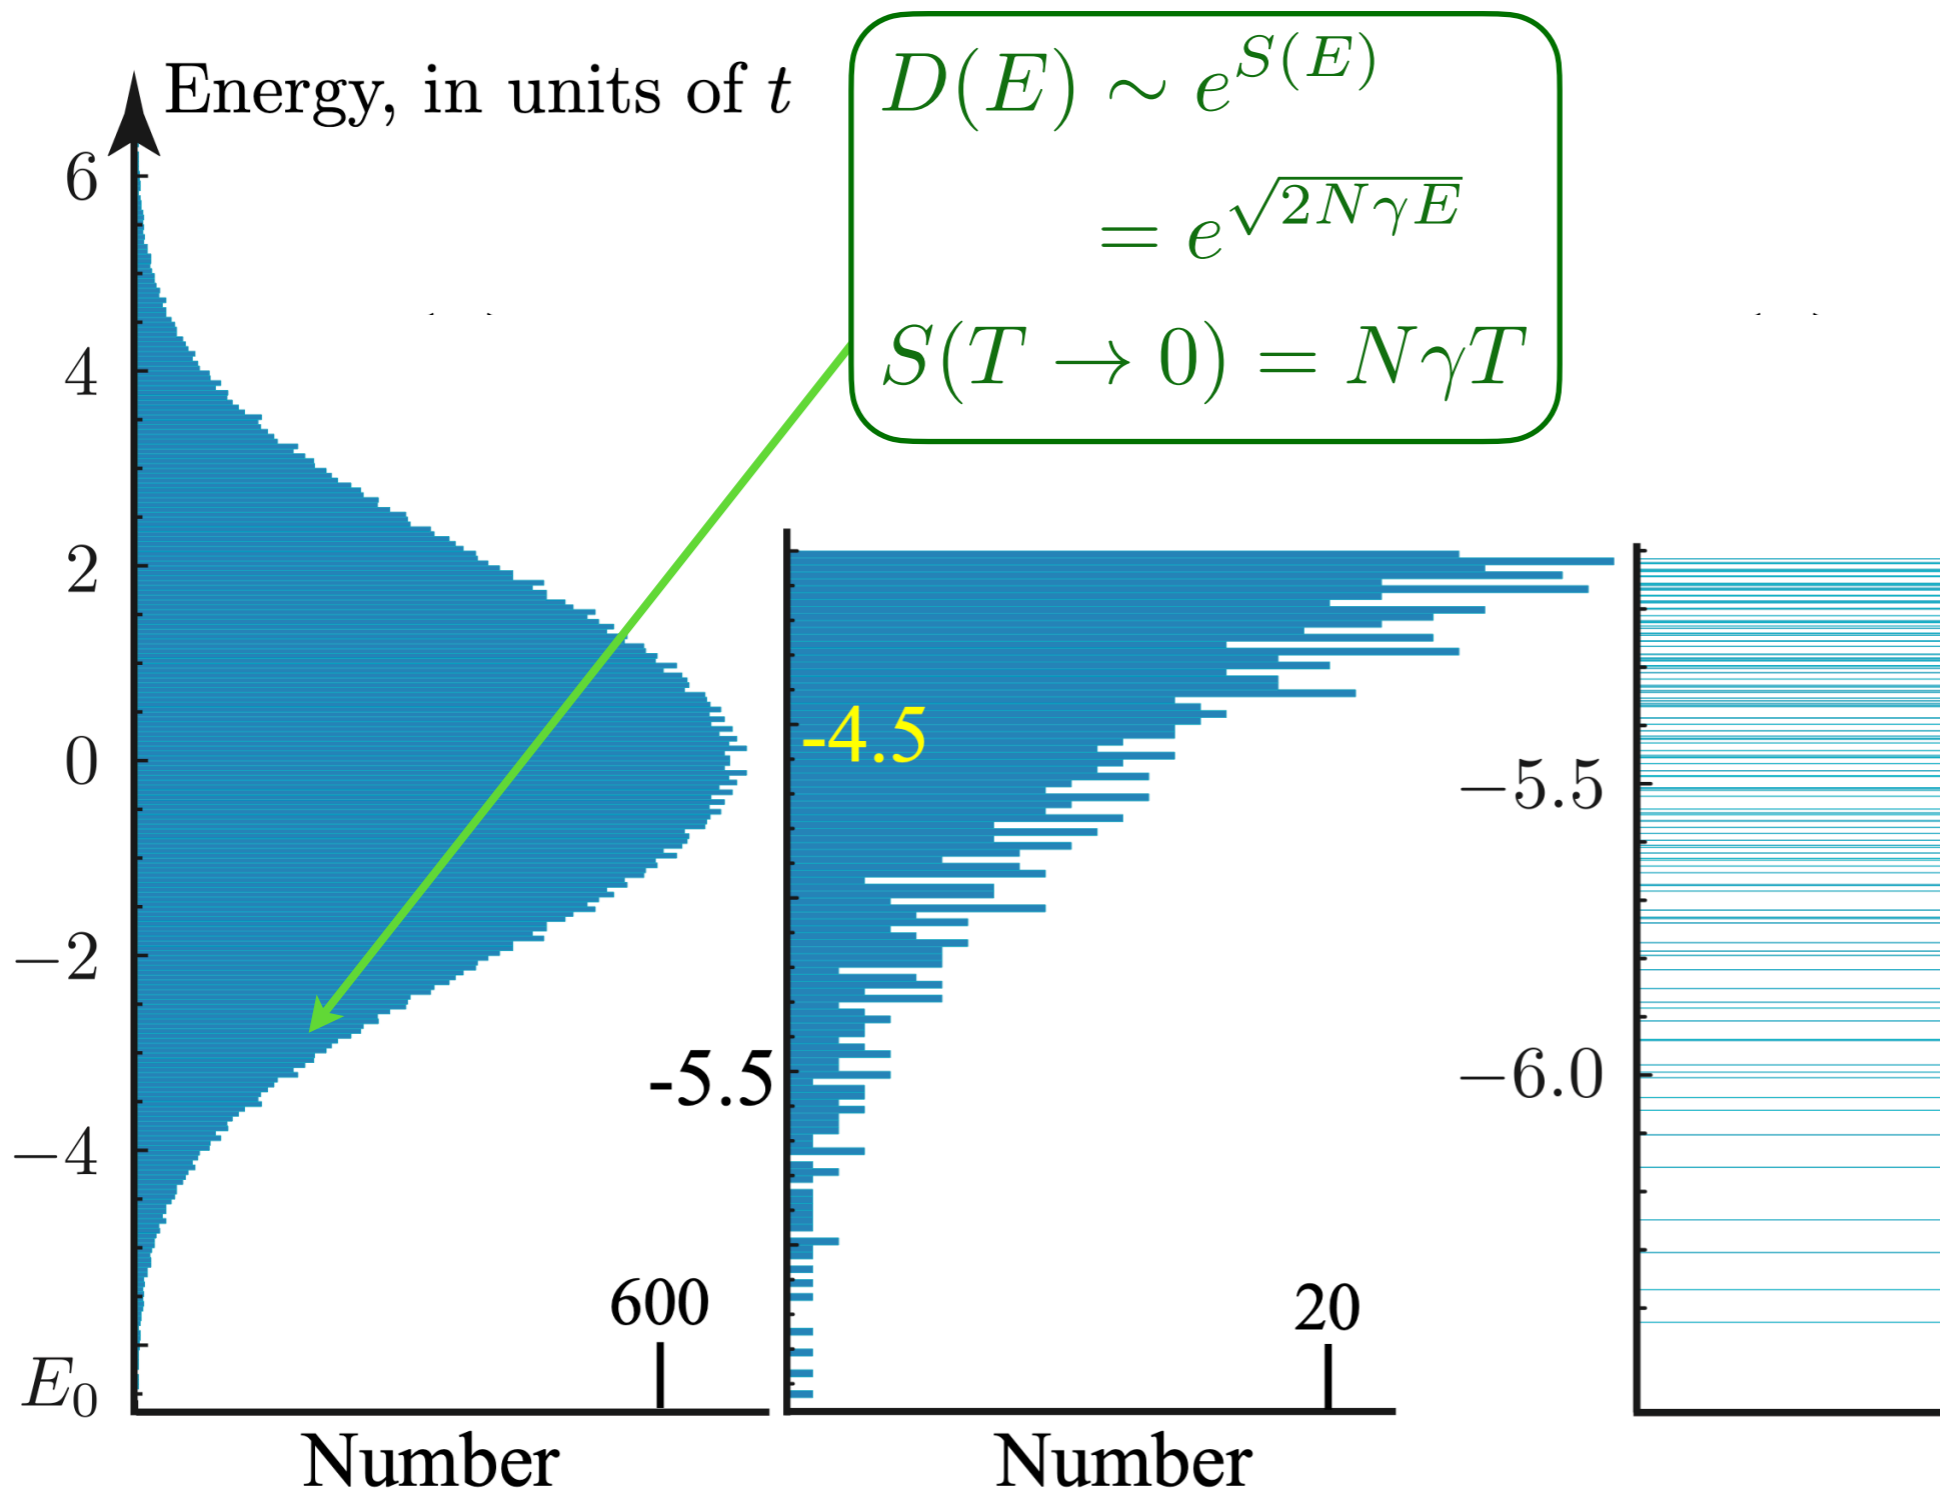 Energy, in units of t
D(E) ∼ e^{S(E)}
= e^{√(2NγE)}
S(T → 0) = NγT
6
4
2
0
−2
−4
E₀
600
Number
-4.5
-5.5
20
Number
−5.5
−6.0